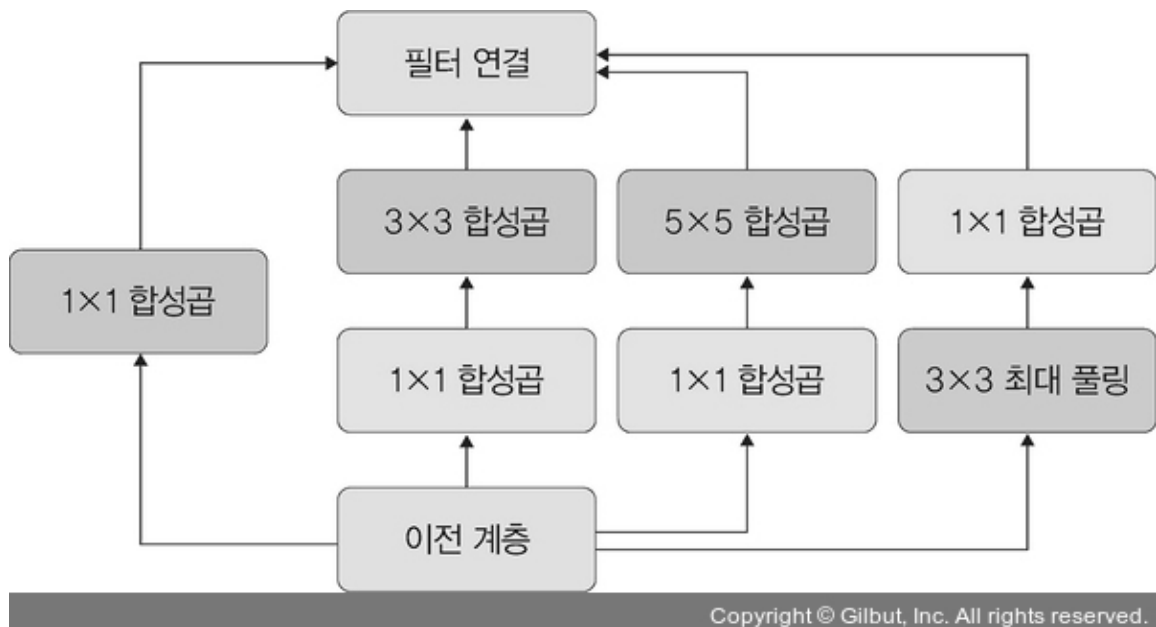 필터 연결
3×3 합성곱
5×5 합성곱
1×1 합성곱
1×1 합성곱
1×1 합성곱
1×1 합성곱
3×3 최대 풀링
이전 계층
Copyright © Gilbut, Inc. All rights reserved.